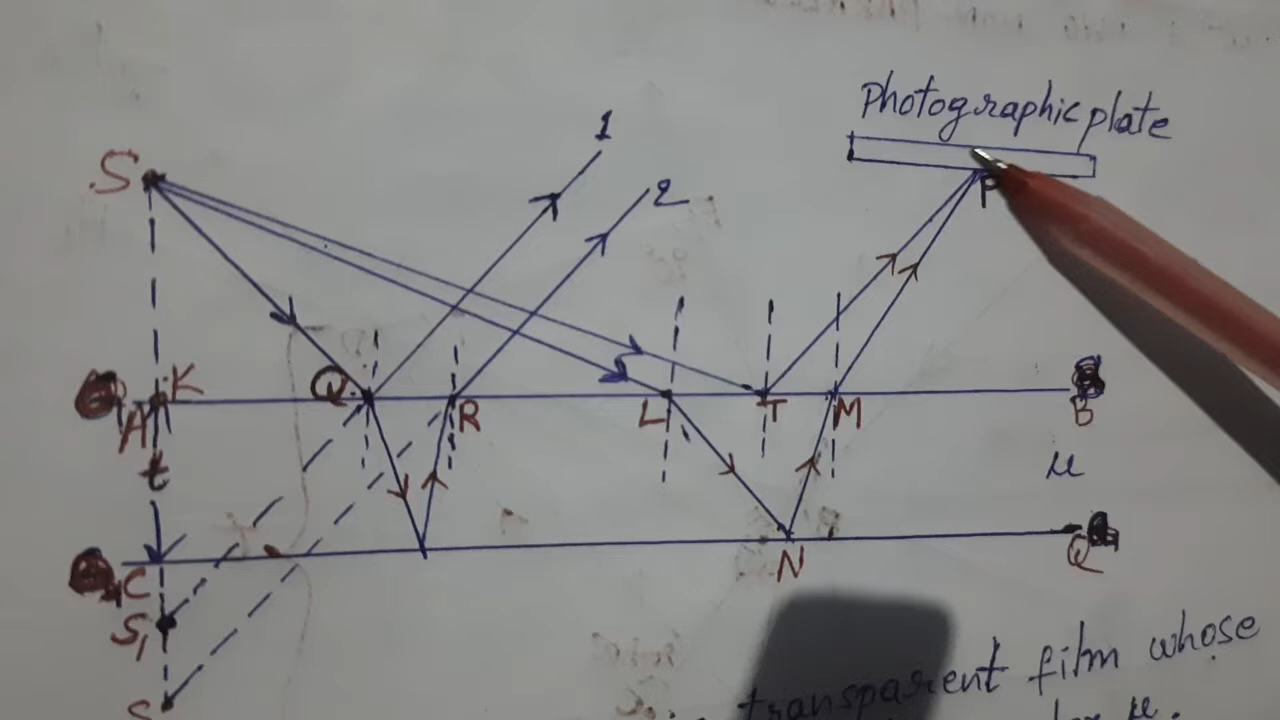 Photographic plate
1
S
2
P
K
Q
A
R
L
T
M
B
t
μ
C
N
Q
S₁
S
transparent film whose
μ.